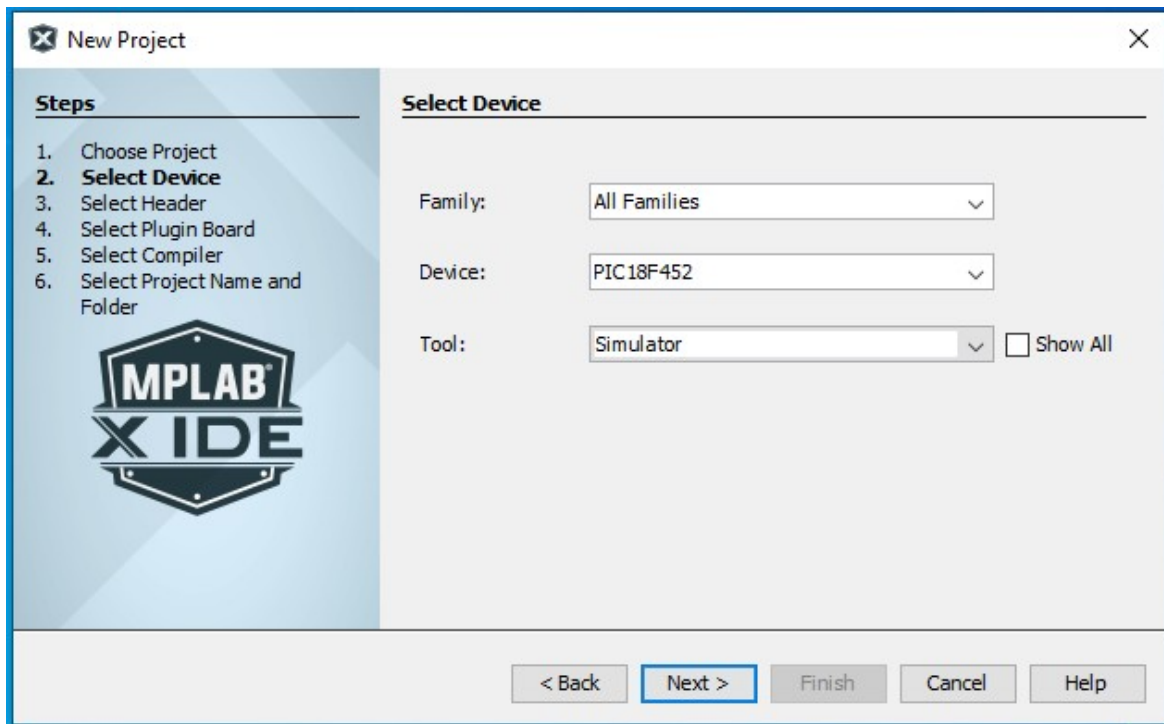 New Project
Steps
1. Choose Project
2. Select Device
3. Select Header
4. Select Plugin Board
5. Select Compiler
6. Select Project Name and
Folder
MPLAB®
X IDE
Select Device
Family: All Families
Device: PIC18F452
Tool: Simulator Show All
< Back Next > Finish Cancel Help